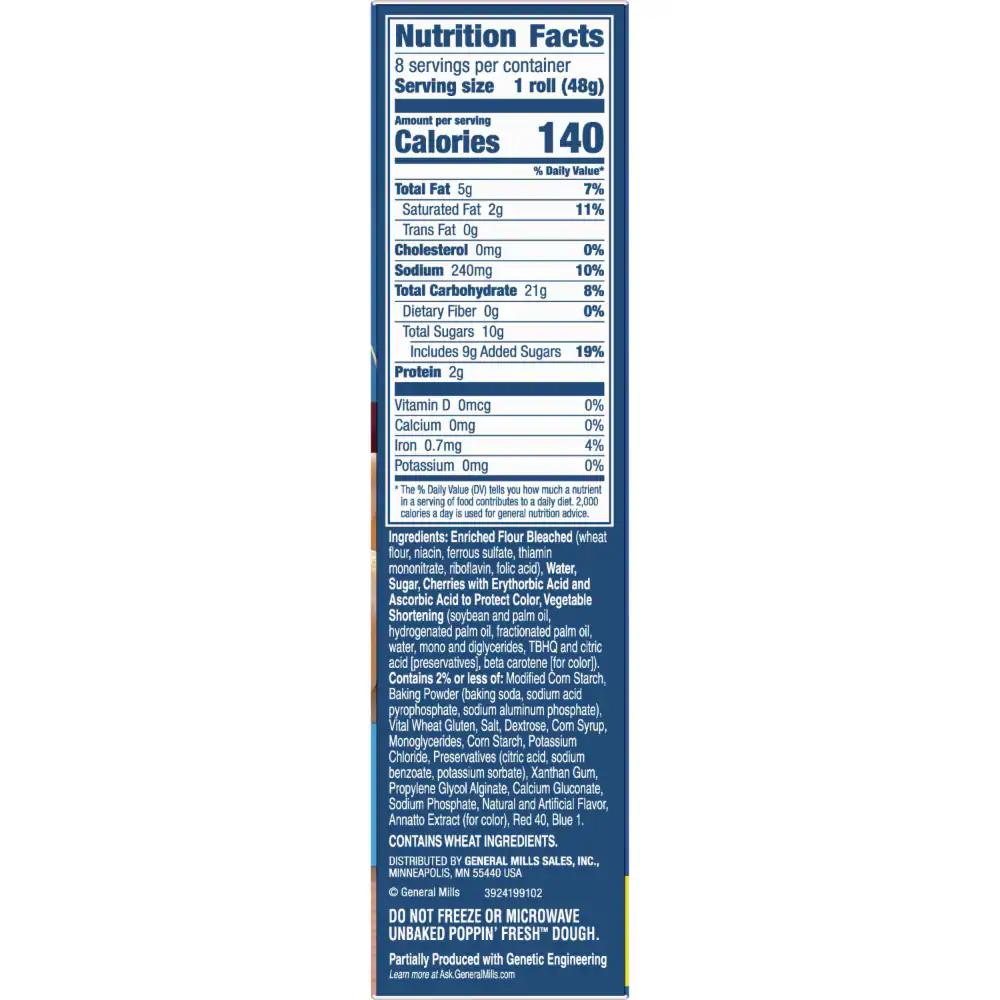 Nutrition Facts
8 servings per container
Serving size 1 roll (48g)
Amount per serving
Calories 140
% Daily Value*
Total Fat 5g 7%
Saturated Fat 2g 11%
Trans Fat 0g
Cholesterol 0mg 0%
Sodium 240mg 10%
Total Carbohydrate 21g 8%
Dietary Fiber 0g 0%
Total Sugars 10g
Includes 9g Added Sugars 19%
Protein 2g
Vitamin D 0mcg 0%
Calcium 0mg 0%
Iron 0.7mg 4%
Potassium 0mg 0%
* The % Daily Value (DV) tells you how much a nutrient
in a serving of food contributes to a daily diet. 2,000
calories a day is used for general nutrition advice.
Ingredients: Enriched Flour Bleached (wheat
flour, niacin, ferrous sulfate, thiamin
mononitrate, riboflavin, folic acid), Water,
Sugar, Cherries with Erythorbic Acid and
Ascorbic Acid to Protect Color, Vegetable
Shortening (soybean and palm oil,
hydrogenated palm oil, fractionated palm oil,
water, mono and diglycerides, TBHQ and citric
acid [preservatives], beta carotene [for color]).
Contains 2% or less of: Modified Corn Starch,
Baking Powder (baking soda, sodium acid
pyrophosphate, sodium aluminum phosphate),
Vital Wheat Gluten, Salt, Dextrose, Corn Syrup,
Monoglycerides, Corn Starch, Potassium
Chloride, Preservatives (citric acid, sodium
benzoate, potassium sorbate), Xanthan Gum,
Propylene Glycol Alginate, Calcium Gluconate,
Sodium Phosphate, Natural and Artificial Flavor,
Annatto Extract (for color), Red 40, Blue 1.
CONTAINS WHEAT INGREDIENTS.
DISTRIBUTED BY GENERAL MILLS SALES, INC.,
MINNEAPOLIS, MN 55440 USA
© General Mills 3924199102
DO NOT FREEZE OR MICROWAVE
UNBAKED POPPIN' FRESH™ DOUGH.
Partially Produced with Genetic Engineering
Learn more at Ask.GeneralMills.com